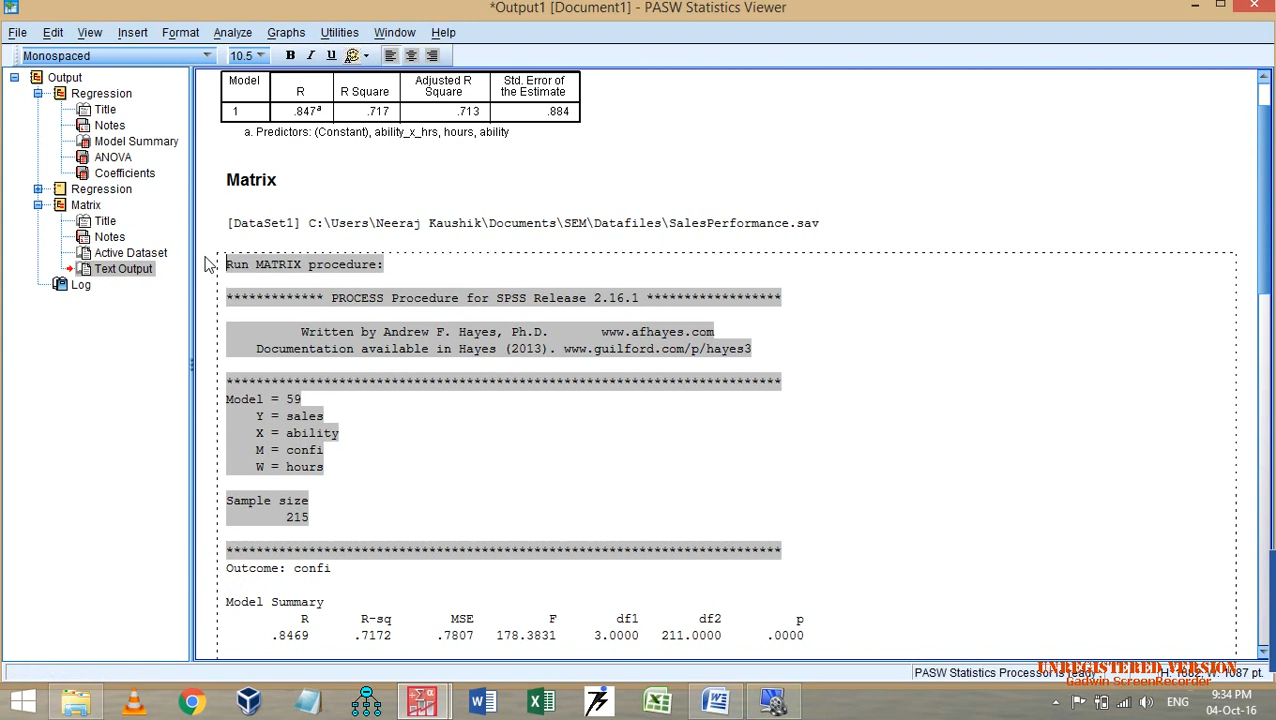 *Output1 [Document1] - PASW Statistics Viewer
File Edit View Insert Format Analyze Graphs Utilities Window Help
Monospaced 10.5 B I U
Output
Regression
Title
Notes
Model Summary
ANOVA
Coefficients
Regression
Matrix
Title
Notes
Active Dataset
Text Output
Log
Model R R Square Adjusted R Square Std. Error of the Estimate
1 .847a .717 .713 .884
a. Predictors: (Constant), ability_x_hrs, hours, ability
Matrix
[DataSet1] C:\Users\Neeraj Kaushik\Documents\SEM\Datafiles\SalesPerformance.sav
Run MATRIX procedure:
************* PROCESS Procedure for SPSS Release 2.16.1 ******************
Written by Andrew F. Hayes, Ph.D. www.afhayes.com
Documentation available in Hayes (2013). www.guilford.com/p/hayes3
**************************************************************************
Model = 59
Y = sales
X = ability
M = confi
W = hours
Sample size
215
**************************************************************************
Outcome: confi
Model Summary
R R-sq MSE F df1 df2 p
.8469 .7172 .7807 178.3831 3.0000 211.0000 .0000
PASW Statistics Processor is ready
H: 1682, W: 1087 pt.
UNREGISTERED VERSION
Gadwin ScreenRecorder
ENG
9:34 PM
04-Oct-16